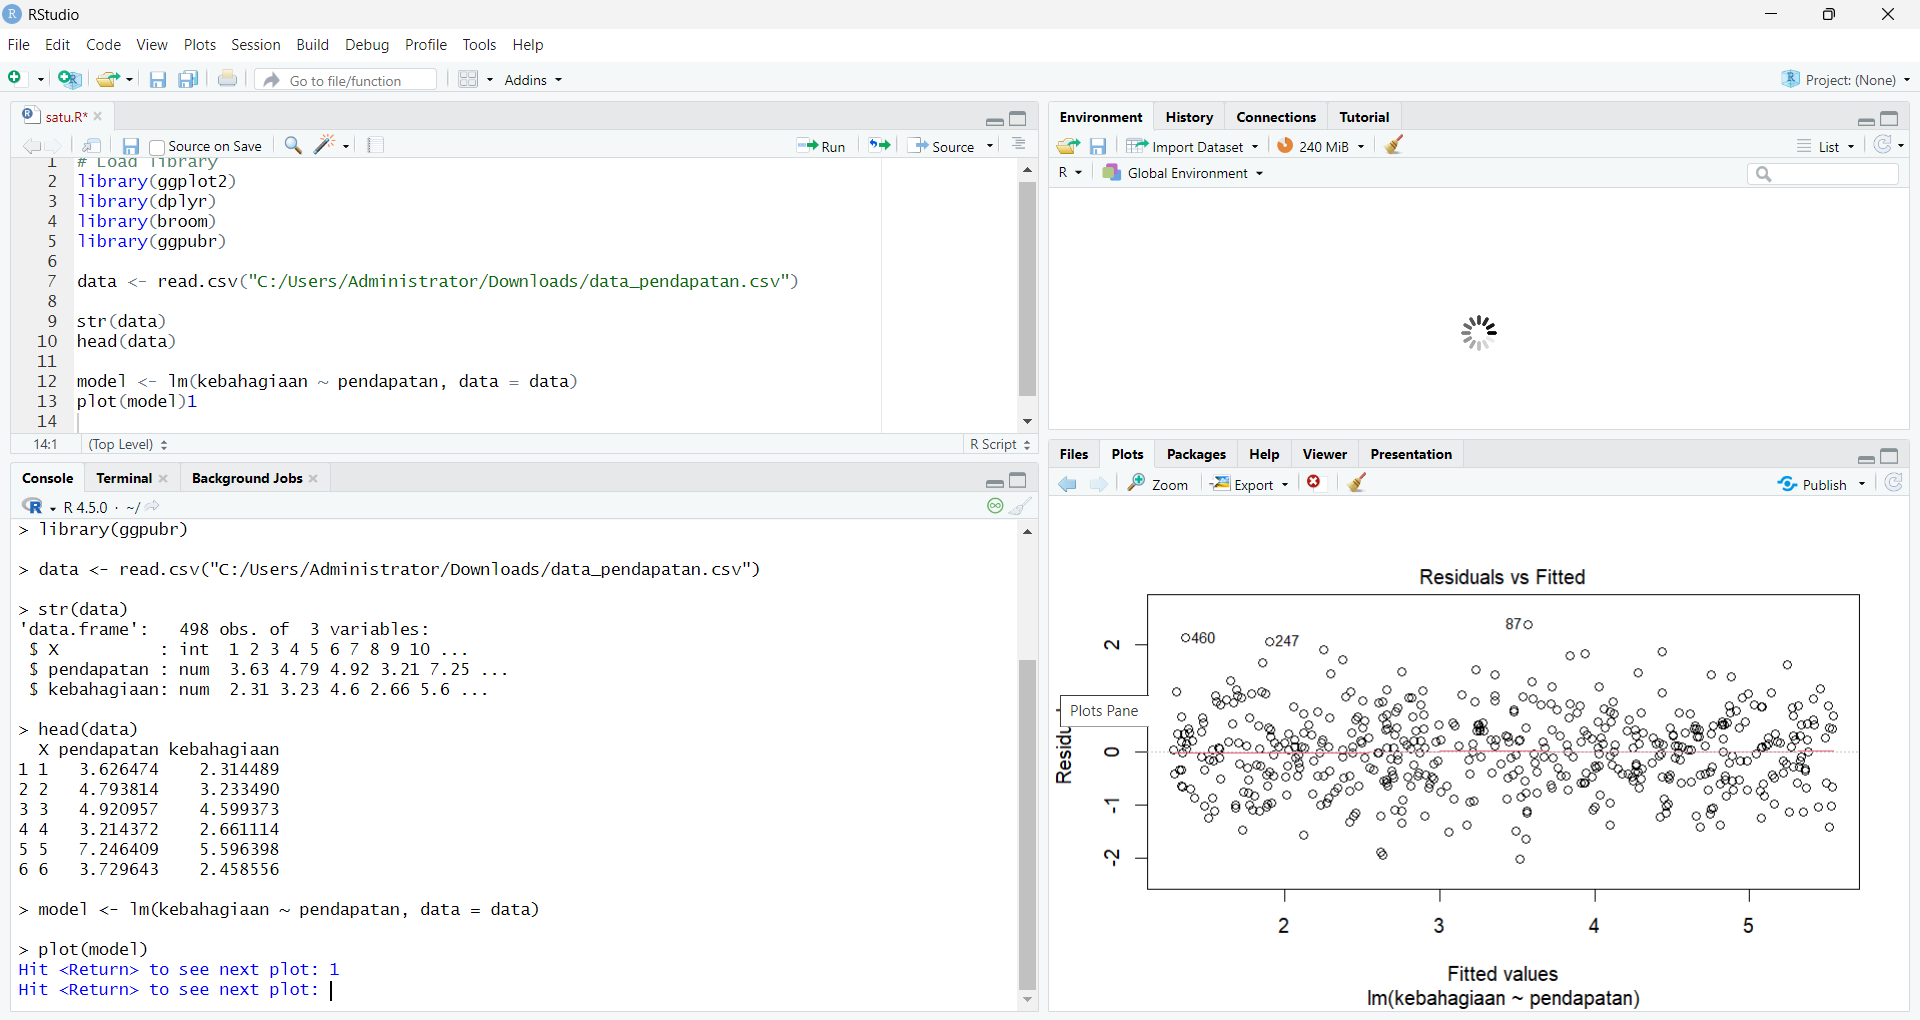 RStudio
File Edit Code View Plots Session Build Debug Profile Tools Help
Go to file/function Addins Project: (None)
satu.R*
Source on Save Run Source
1 # Load library
2 library(ggplot2)
3 library(dplyr)
4 library(broom)
5 library(ggpubr)
6
7 data <- read.csv("C:/Users/Administrator/Downloads/data_pendapatan.csv")
8
9 str(data)
10 head(data)
11
12 model <- lm(kebahagiaan ~ pendapatan, data = data)
13 plot(model)1
14
14:1 (Top Level) R Script
Console Terminal Background Jobs
R 4.5.0 · ~/
> library(ggpubr)
> data <- read.csv("C:/Users/Administrator/Downloads/data_pendapatan.csv")
> str(data)
'data.frame': 498 obs. of 3 variables:
$ X : int 1 2 3 4 5 6 7 8 9 10 ...
$ pendapatan : num 3.63 4.79 4.92 3.21 7.25 ...
$ kebahagiaan: num 2.31 3.23 4.6 2.66 5.6 ...
> head(data)
X pendapatan kebahagiaan
1 1 3.626474 2.314489
2 2 4.793814 3.233490
3 3 4.920957 4.599373
4 4 3.214372 2.661114
5 5 7.246409 5.596398
6 6 3.729643 2.458556
> model <- lm(kebahagiaan ~ pendapatan, data = data)
> plot(model)
Hit <Return> to see next plot: 1
Hit <Return> to see next plot:
Environment History Connections Tutorial
Import Dataset 240 MiB List
R Global Environment
Files Plots Packages Help Viewer Presentation
Zoom Export Publish
Residuals vs Fitted
460 247 87
Plots Pane
Residu
2
0
-1
-2
2 3 4 5
Fitted values
lm(kebahagiaan ~ pendapatan)